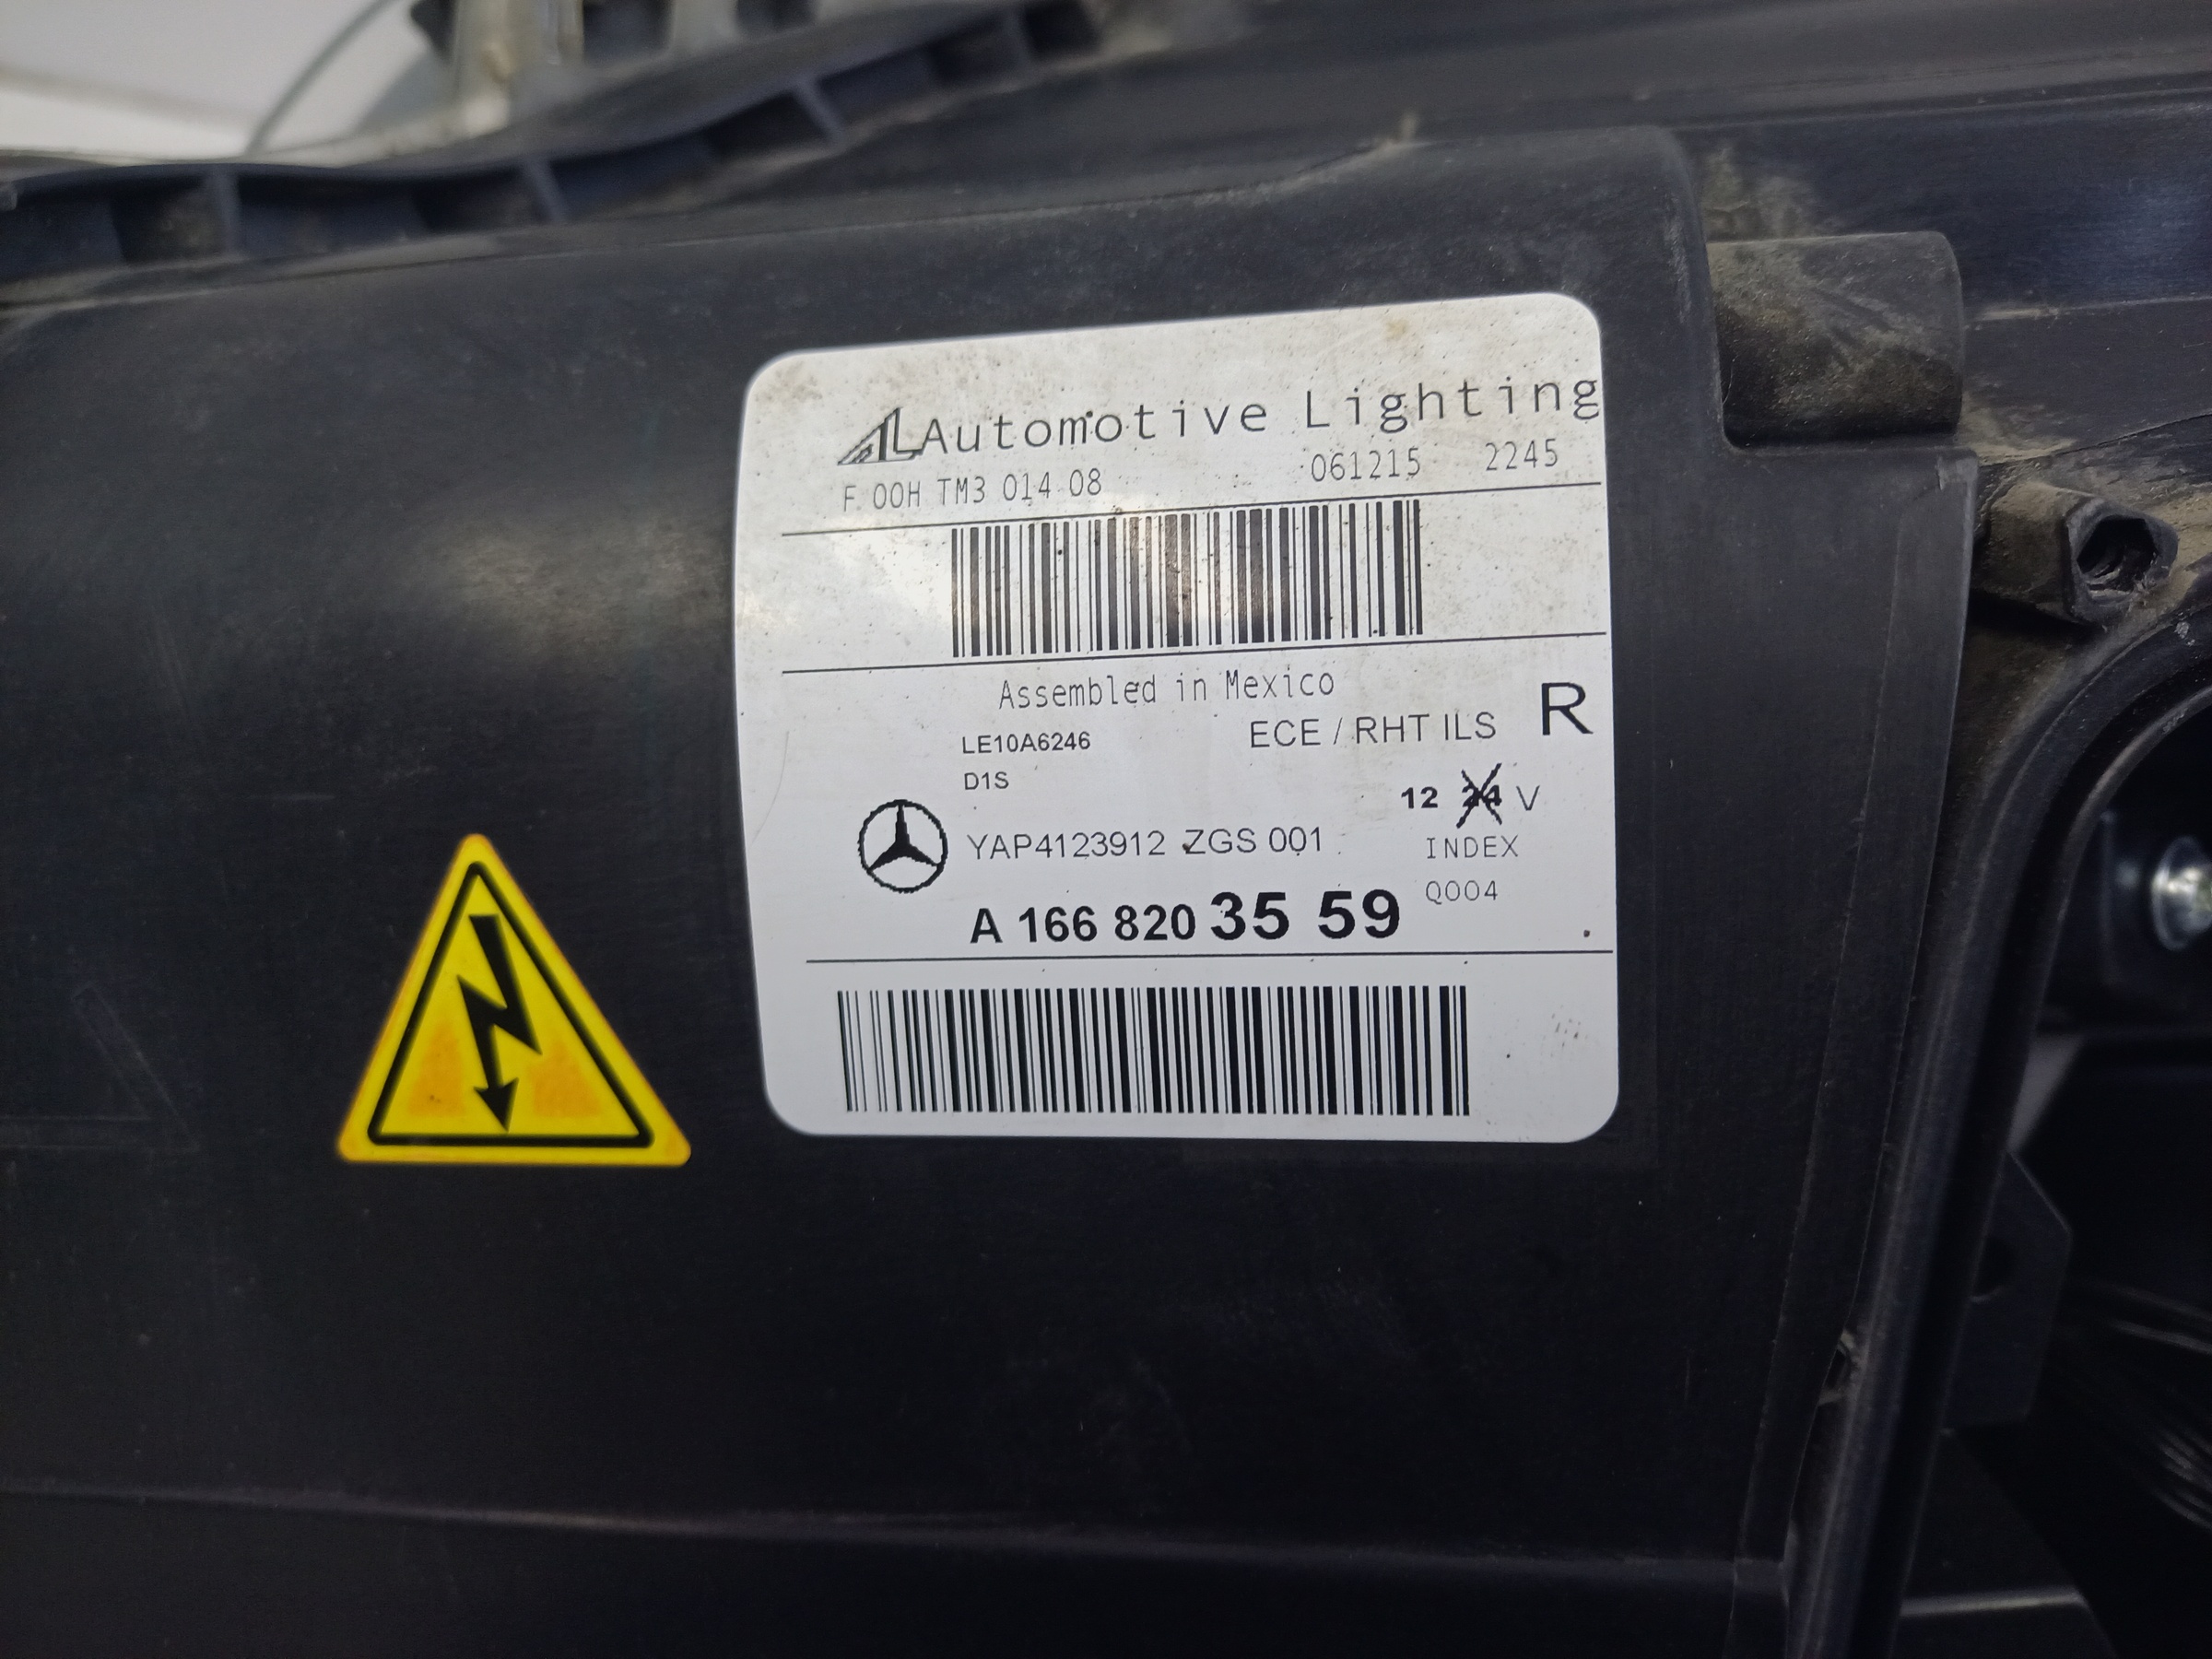 AL Automotive Lighting
F. 00H TM3 014 08 061215 2245
Assembled in Mexico
LE10A6246 ECE / RHT ILS R
D1S
12 24 V
YAP4123912 ZGS 001 INDEX
A 166 820 35 59 Q004